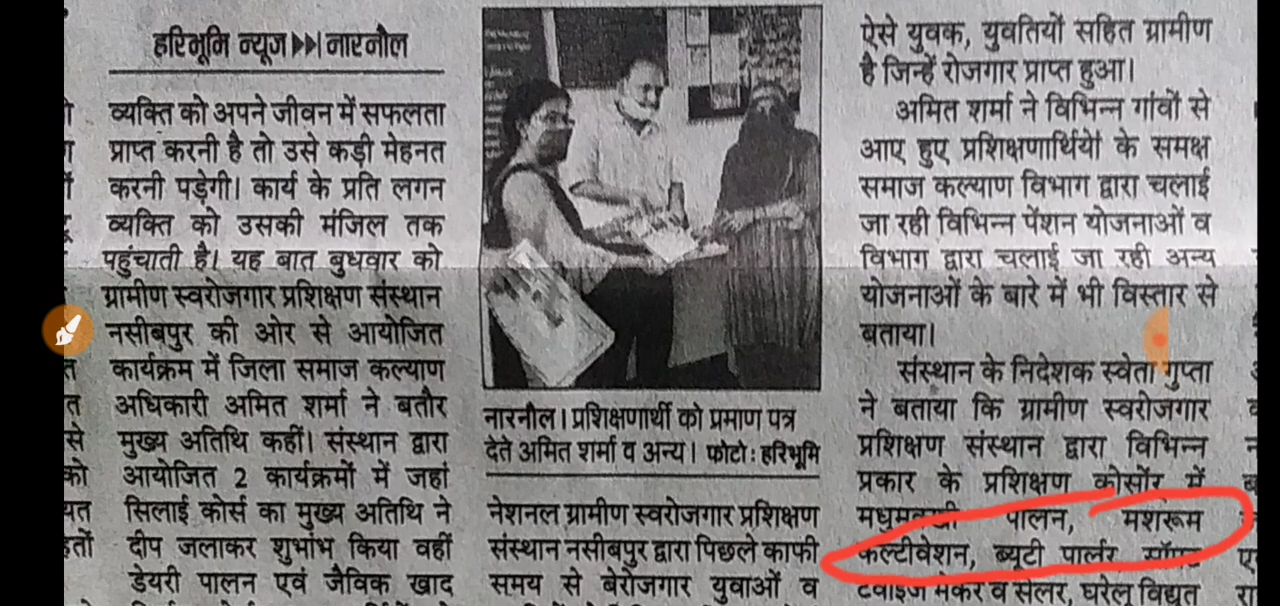 हरिभूमि न्यूज ▶▶| नारनौल
व्यक्ति को अपने जीवन में सफलता
प्राप्त करनी है तो उसे कड़ी मेहनत
करनी पड़ेगी। कार्य के प्रति लगन
व्यक्ति को उसकी मंजिल तक
पहुंचाती है। यह बात बुधवार को
ग्रामीण स्वरोजगार प्रशिक्षण संस्थान
नसीबपुर की ओर से आयोजित
कार्यक्रम में जिला समाज कल्याण
अधिकारी अमित शर्मा ने बतौर
मुख्य अतिथि कहीं। संस्थान द्वारा
आयोजित 2 कार्यक्रमों में जहां
सिलाई कोर्स का मुख्य अतिथि ने
दीप जलाकर शुभांभ किया वहीं
डेयरी पालन एवं जैविक खाद
नारनौल। प्रशिक्षणार्थी को प्रमाण पत्र
देते अमित शर्मा व अन्य। फोटो: हरिभूमि
नेशनल ग्रामीण स्वरोजगार प्रशिक्षण
संस्थान नसीबपुर द्वारा पिछले काफी
समय से बेरोजगार युवाओं व
ऐसे युवक, युवतियों सहित ग्रामीण
है जिन्हें रोजगार प्राप्त हुआ।
अमित शर्मा ने विभिन्न गांवों से
आए हुए प्रशिक्षणार्थियों के समक्ष
समाज कल्याण विभाग द्वारा चलाई
जा रही विभिन्न पेंशन योजनाओं व
विभाग द्वारा चलाई जा रही अन्य
योजनाओं के बारे में भी विस्तार से
बताया।
संस्थान के निदेशक स्वेता गुप्ता
ने बताया कि ग्रामीण स्वरोजगार
प्रशिक्षण संस्थान द्वारा विभिन्न
प्रकार के प्रशिक्षण कोर्सोर में
मधुमक्खी पालन, मशरूम
कल्टीवेशन, ब्यूटी पार्लर, सॉफ्ट
टवाइज मेकर व सेलर, घरेलू विद्युत